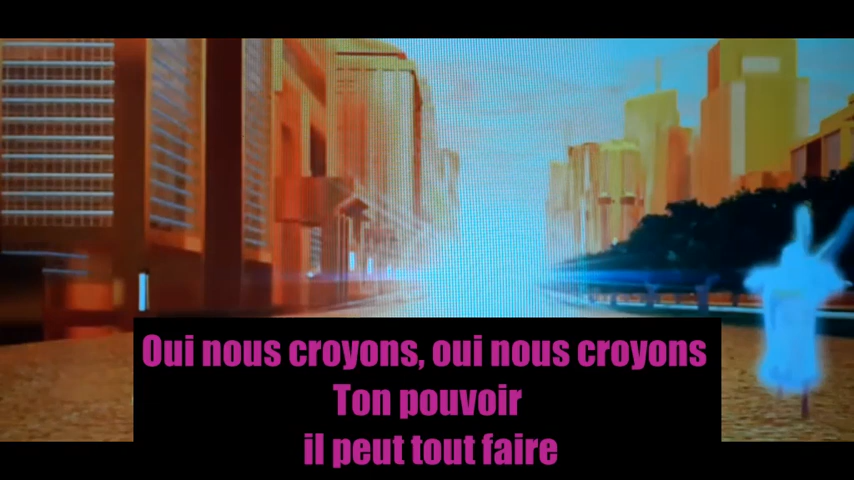 Oui nous croyons, oui nous croyons
Ton pouvoir
il peut tout faire